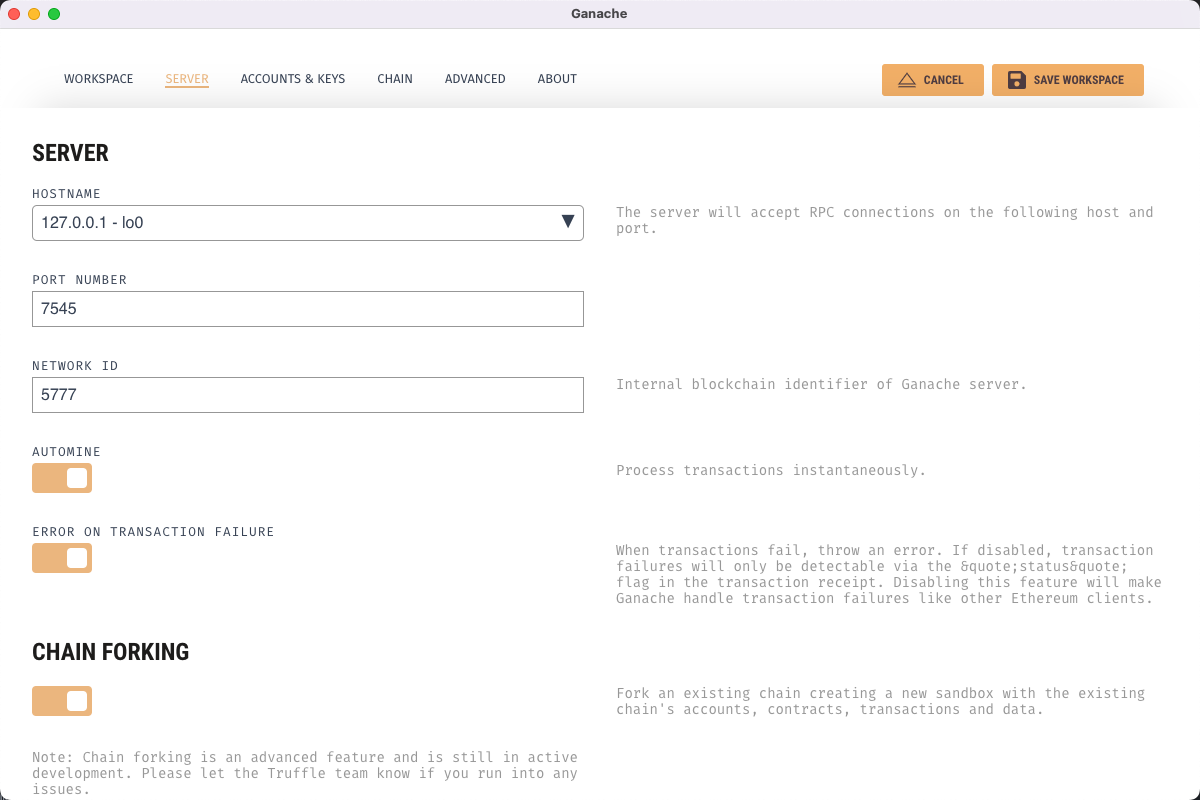 Ganache
WORKSPACE
SERVER
ACCOUNTS & KEYS
CHAIN
ADVANCED
ABOUT
CANCEL
SAVE WORKSPACE
SERVER
HOSTNAME
127.0.0.1 - lo0
The server will accept RPC connections on the following host and
port.
PORT NUMBER
7545
NETWORK ID
5777
Internal blockchain identifier of Ganache server.
AUTOMINE
Process transactions instantaneously.
ERROR ON TRANSACTION FAILURE
When transactions fail, throw an error. If disabled, transaction
failures will only be detectable via the &quote;status&quote;
flag in the transaction receipt. Disabling this feature will make
Ganache handle transaction failures like other Ethereum clients.
CHAIN FORKING
Fork an existing chain creating a new sandbox with the existing
chain's accounts, contracts, transactions and data.
Note: Chain forking is an advanced feature and is still in active
development. Please let the Truffle team know if you run into any
issues.